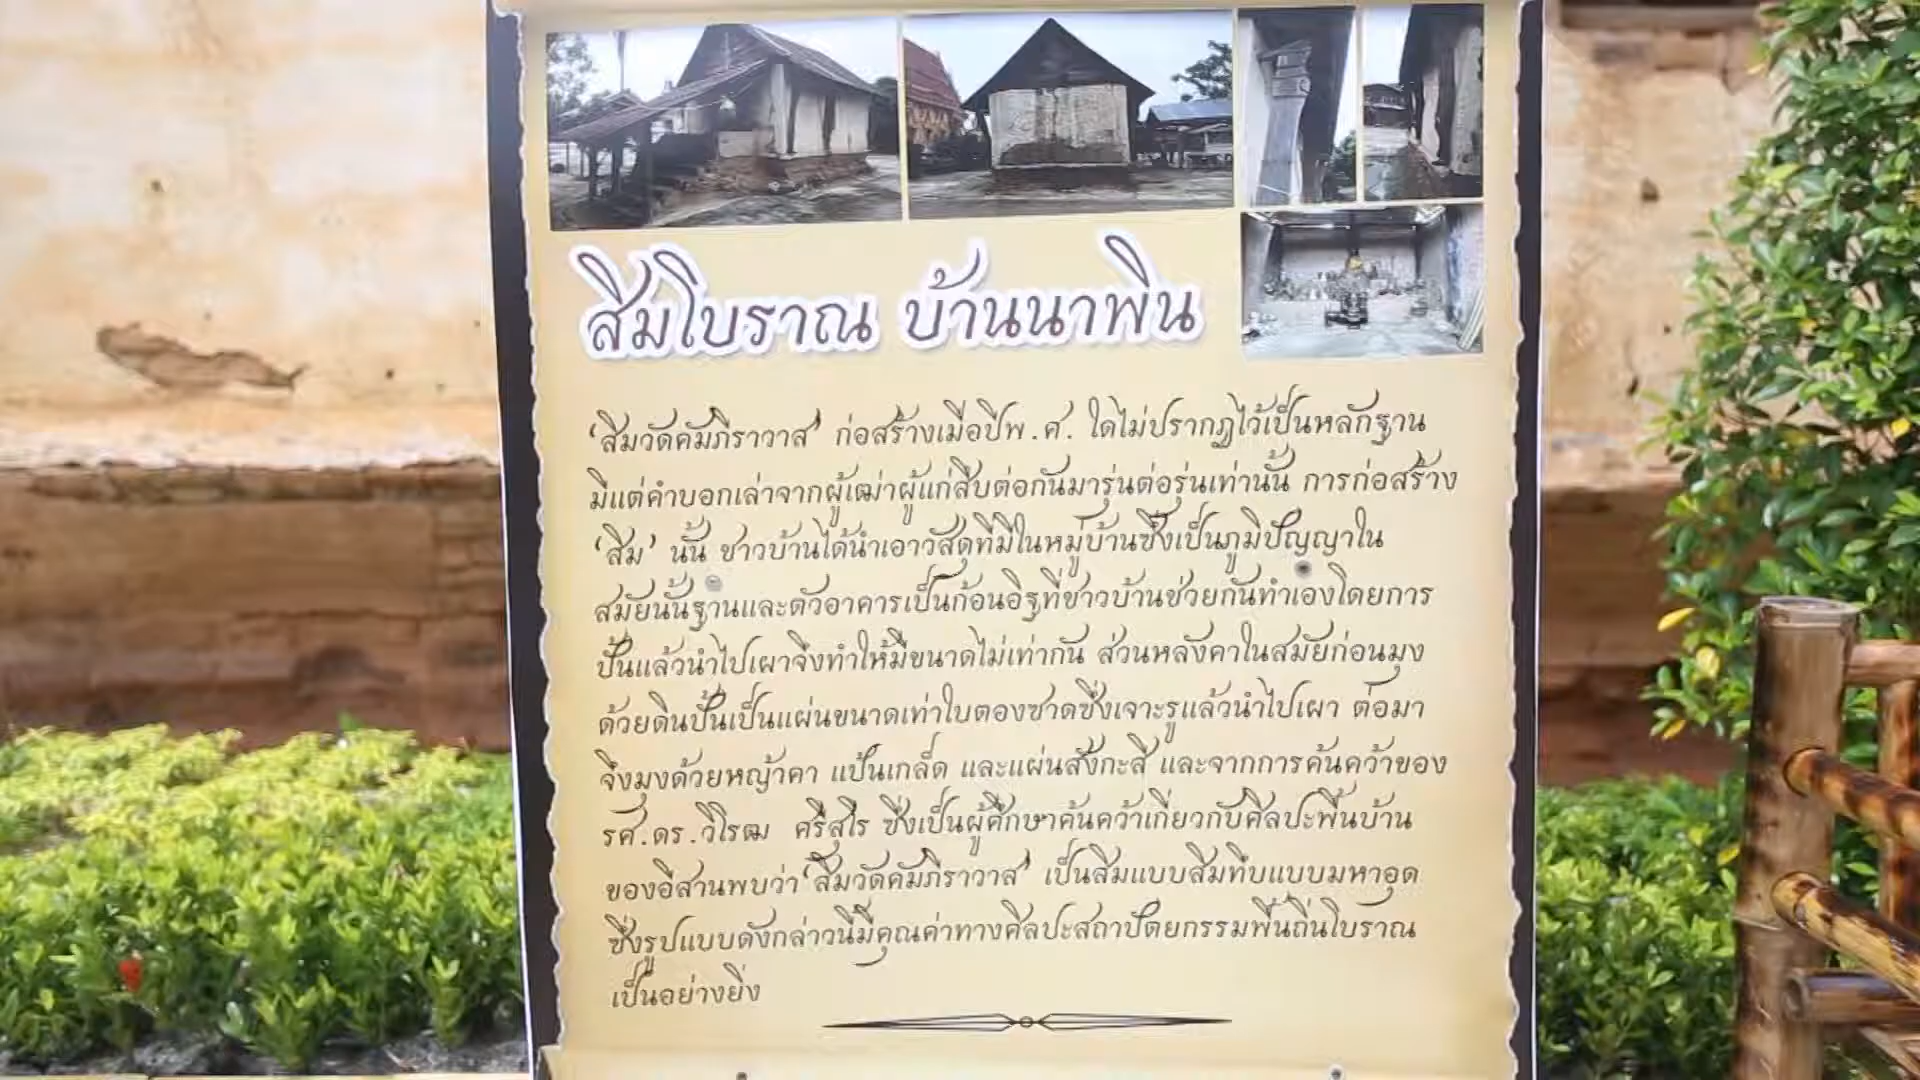 สิมโบราณ บ้านนาพิน
‘สิมวัดคัมภีราวาส’ ก่อสร้างเมื่อปีพ.ศ. ใดไม่ปรากฏไว้เป็นหลักฐาน
มีแต่คำบอกเล่าจากผู้เฒ่าผู้แก่สืบต่อกันมารุ่นต่อรุ่นเท่านั้น การก่อสร้าง
‘สิม’ นั้น ชาวบ้านได้นำเอาวัสดุที่มีในหมู่บ้านซึ่งเป็นภูมิปัญญาใน
สมัยนั้นฐานและตัวอาคารเป็นก้อนอิฐที่ชาวบ้านช่วยกันทำเองโดยการ
ปั้นแล้วนำไปเผาจึงทำให้มีขนาดไม่เท่ากัน ส่วนหลังคาในสมัยก่อนมุง
ด้วยดินปั้นเป็นแผ่นขนาดเท่าใบตองซาดซึ่งเจาะรูแล้วนำไปเผา ต่อมา
จึงมุงด้วยหญ้าคา แป้นเกล็ด และแผ่นสังกะสี และจากการค้นคว้าของ
รศ.ดร.วิโรฒ ศรีสุโร ซึ่งเป็นผู้ศึกษาค้นคว้าเกี่ยวกับศิลปะพื้นบ้าน
ของอีสานพบว่า‘สิมวัดคัมภีราวาส’ เป็นสิมแบบสิมทึบแบบมหาอุด
ซึ่งรูปแบบดังกล่าวนี้มีคุณค่าทางศิลปะสถาปัตยกรรมพื้นถิ่นโบราณ
เป็นอย่างยิ่ง